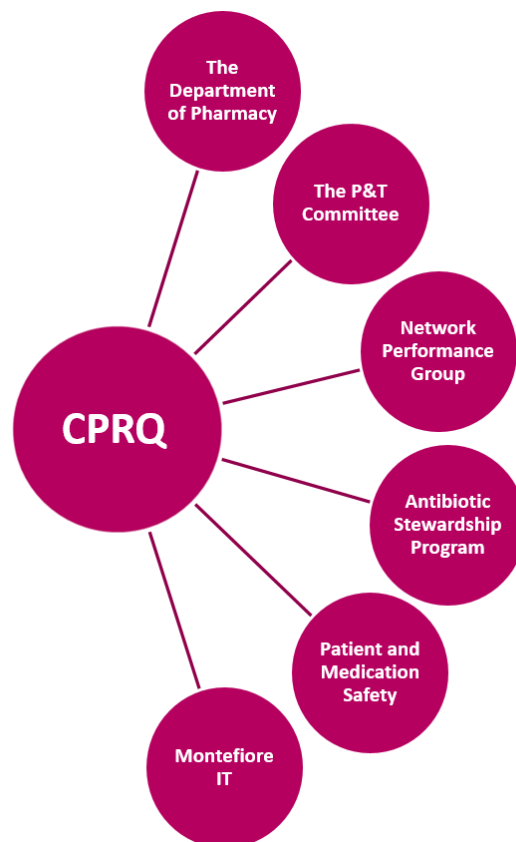 The
Department
of Pharmacy
The P&T
Committee
Network
Performance
Group
CPRQ
Antibiotic
Stewardship
Program
Patient and
Medication
Safety
Montefiore
IT